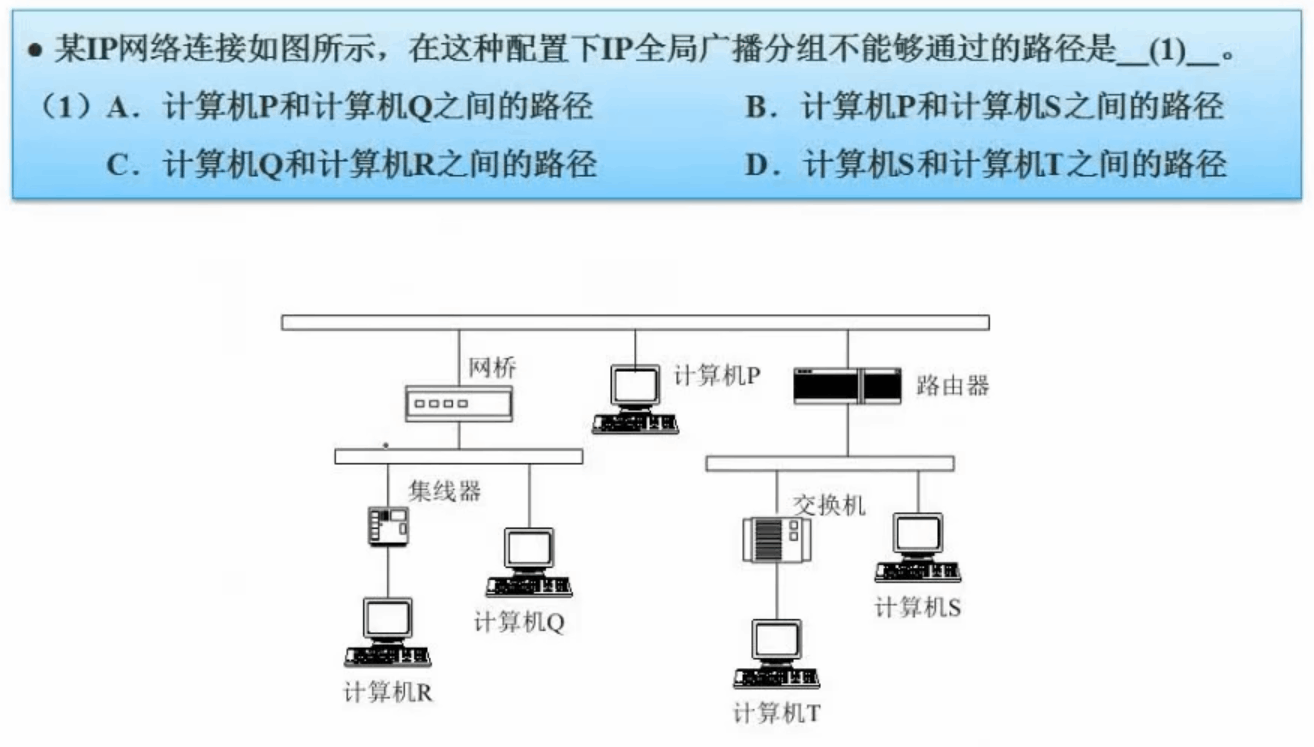 ● 某IP网络连接如图所示，在这种配置下IP全局广播分组不能够通过的路径是__(1)__。
（1）A．计算机P和计算机Q之间的路径 B．计算机P和计算机S之间的路径
C．计算机Q和计算机R之间的路径 D．计算机S和计算机T之间的路径
网桥
计算机P
路由器
集线器
交换机
计算机Q
计算机S
计算机R
计算机T